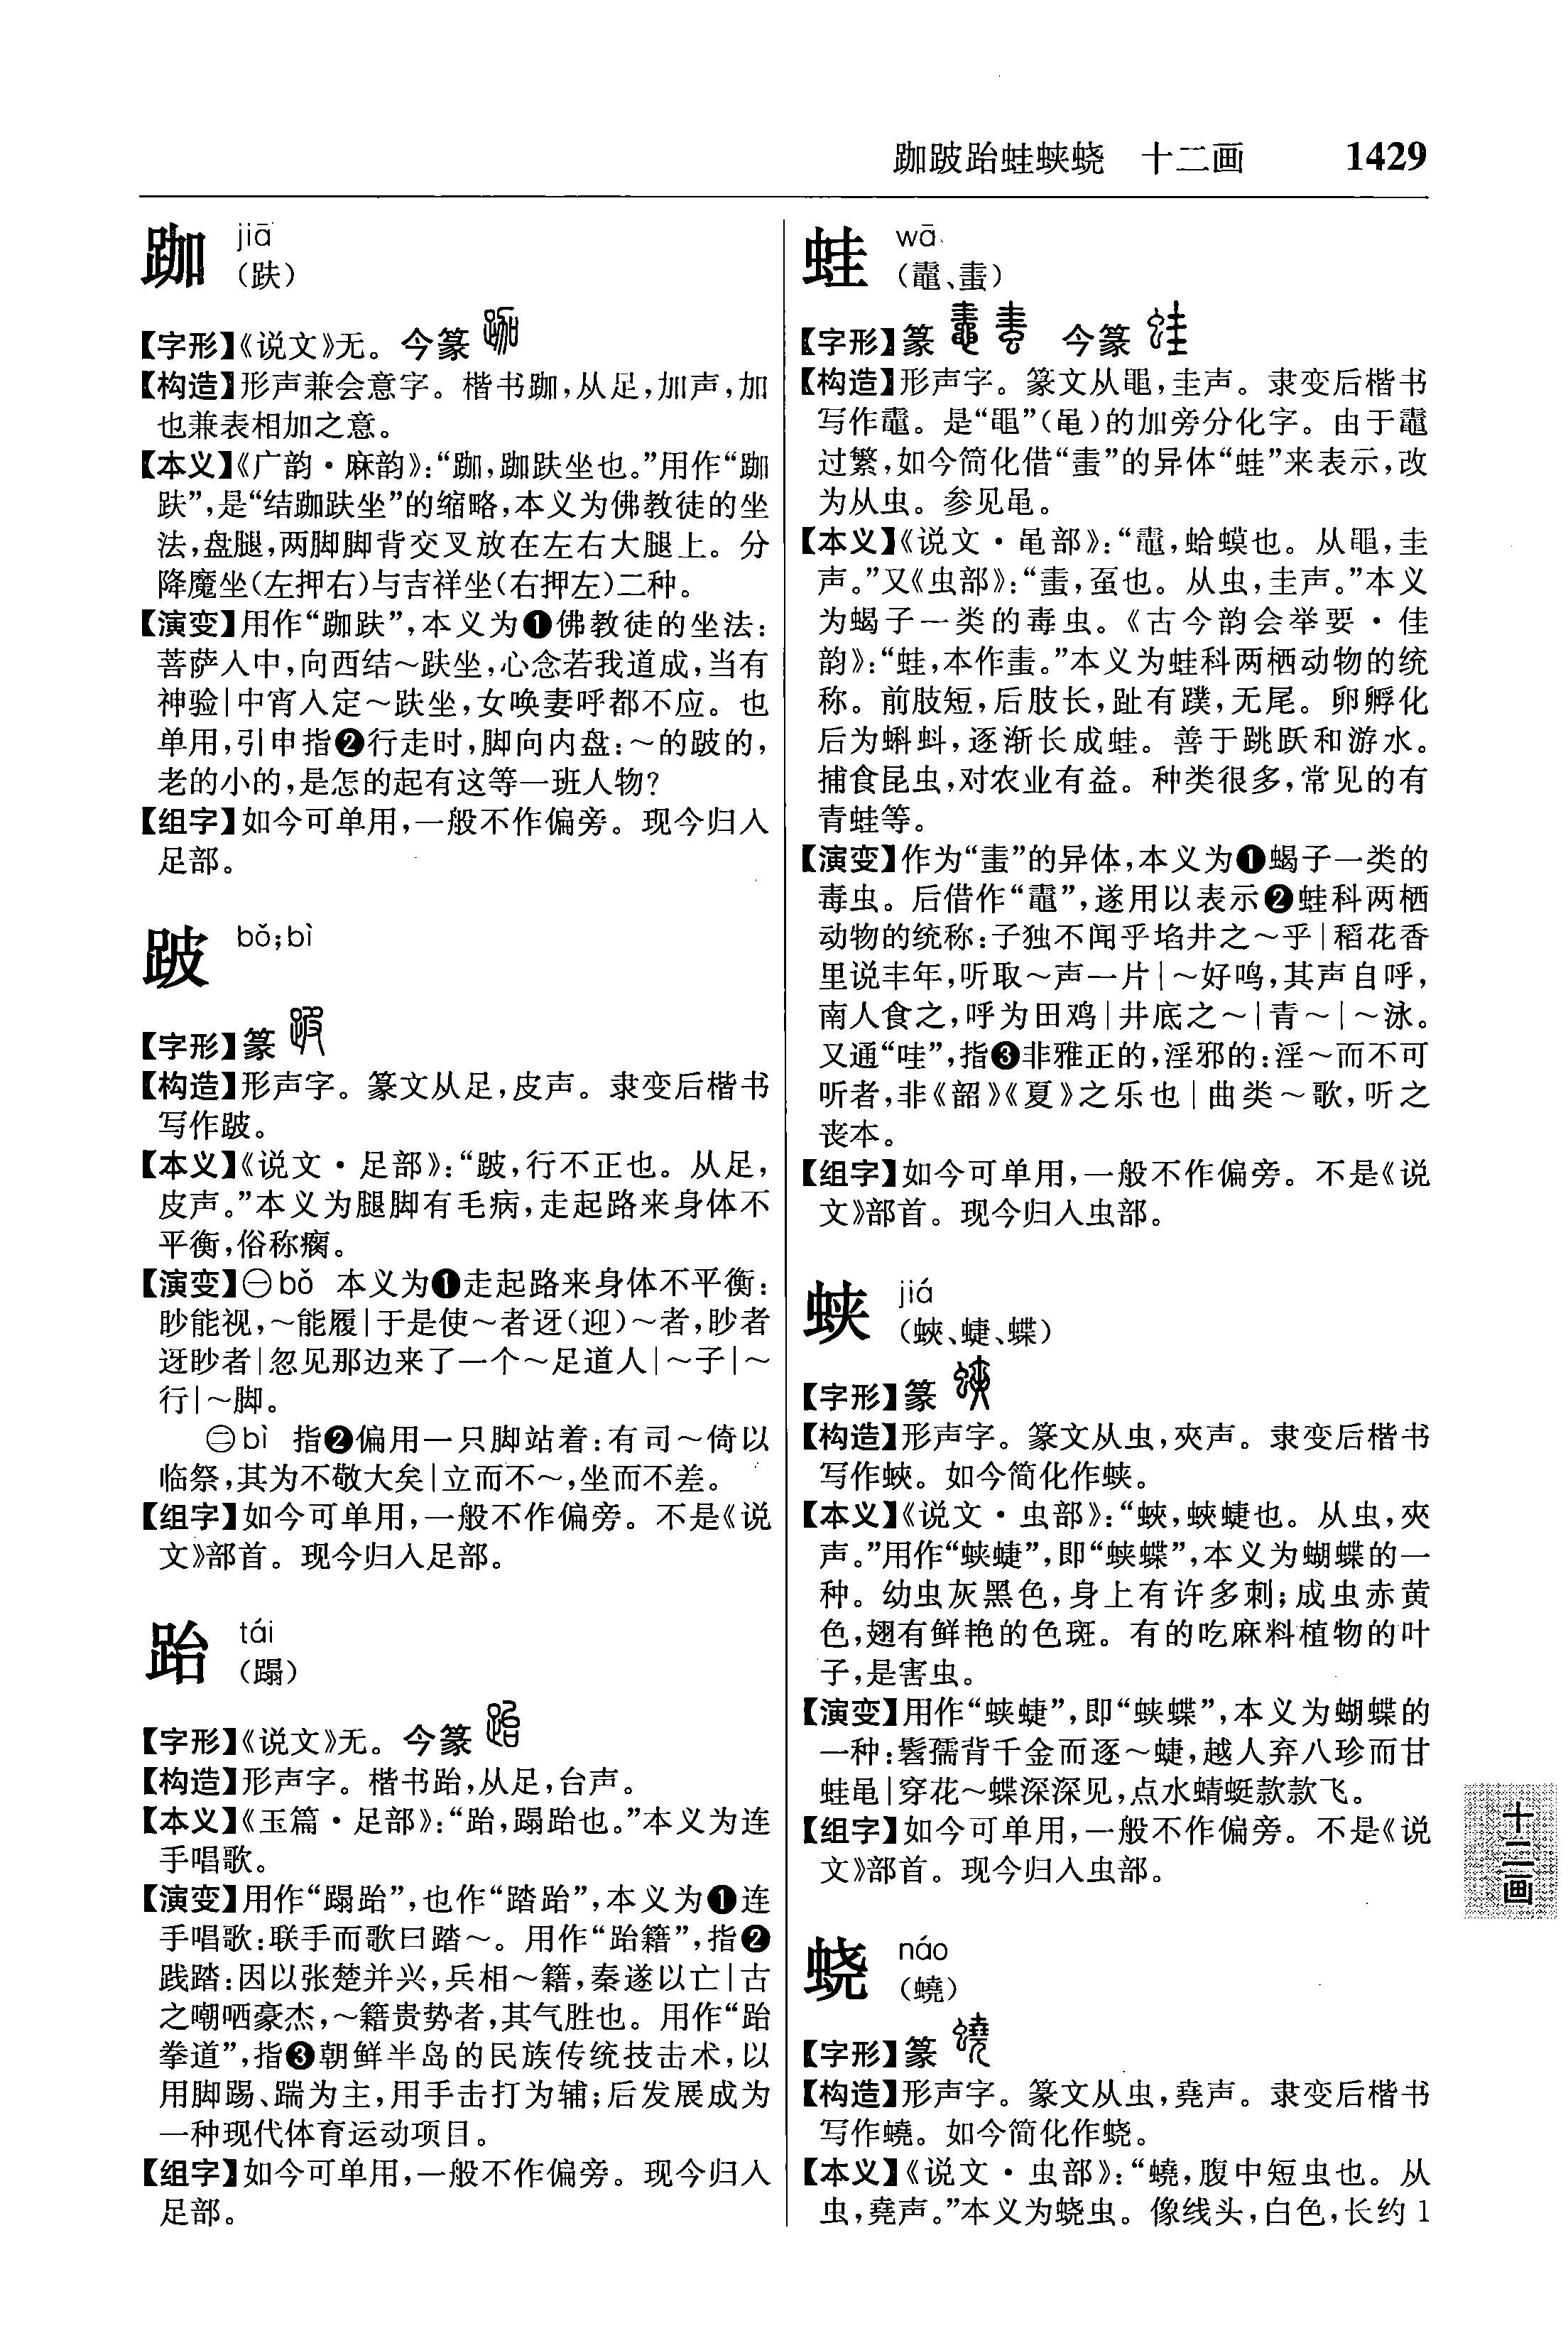 跏跛跆蛙蛱蛲　十二画　1429
跏 jiā
（趺）
【字形】《说文》无。今篆
【构造】形声兼会意字。楷书跏，从足，加声，加
也兼表相加之意。
【本义】《广韵·麻韵》：“跏，跏趺坐也。”用作“跏
趺”，是“结跏趺坐”的缩略，本义为佛教徒的坐
法，盘腿，两脚脚背交叉放在左右大腿上。分
降魔坐(左押右)与吉祥坐(右押左)二种。
【演变】用作“跏趺”，本义为❶佛教徒的坐法：
菩萨入中，向西结～趺坐，心念若我道成，当有
神验|中宵入定～趺坐，女唤妻呼都不应。也
单用，引申指❷行走时，脚向内盘：～的跛的，
老的小的，是怎的起有这等一班人物？
【组字】如今可单用，一般不作偏旁。现今归入
足部。
跛 bǒ；bì
【字形】篆
【构造】形声字。篆文从足，皮声。隶变后楷书
写作跛。
【本义】《说文·足部》：“跛，行不正也。从足，
皮声。”本义为腿脚有毛病，走起路来身体不
平衡，俗称瘸。
【演变】㊀bǒ 本义为❶走起路来身体不平衡：
眇能视，～能履|于是使～者迓(迎)～者，眇者
迓眇者|忽见那边来了一个～足道人|～子|～
行|～脚。
㊁bì 指❷偏用一只脚站着：有司～倚以
临祭，其为不敬大矣|立而不～，坐而不差。
【组字】如今可单用，一般不作偏旁。不是《说
文》部首。现今归入足部。
跆 tái
（蹋）
【字形】《说文》无。今篆
【构造】形声字。楷书跆，从足，台声。
【本义】《玉篇·足部》：“跆，蹋跆也。”本义为连
手唱歌。
【演变】用作“蹋跆”，也作“踏跆”，本义为❶连
手唱歌：联手而歌曰踏～。用作“跆籍”，指❷
践踏：因以张楚并兴，兵相～籍，秦遂以亡|古
之嘲哂豪杰，～籍贵势者，其气胜也。用作“跆
拳道”，指❸朝鲜半岛的民族传统技击术，以
用脚踢、踹为主，用手击打为辅；后发展成为
一种现代体育运动项目。
【组字】如今可单用，一般不作偏旁。现今归入
足部。
蛙 wā
（鼃、䖯）
【字形】篆　今篆
【构造】形声字。篆文从黽，圭声。隶变后楷书
写作鼃。是“黽”(黾)的加旁分化字。由于鼃
过繁，如今简化借“䖯”的异体“蛙”来表示，改
为从虫。参见黾。
【本义】《说文·黾部》：“鼃，蛤蟆也。从黽，圭
声。”又《虫部》：“䖯，虿也。从虫，圭声。”本义
为蝎子一类的毒虫。《古今韵会举要·佳
韵》：“蛙，本作䖯。”本义为蛙科两栖动物的统
称。前肢短，后肢长，趾有蹼，无尾。卵孵化
后为蝌蚪，逐渐长成蛙。善于跳跃和游水。
捕食昆虫，对农业有益。种类很多，常见的有
青蛙等。
【演变】作为“䖯”的异体，本义为❶蝎子一类的
毒虫。后借作“鼃”，遂用以表示❷蛙科两栖
动物的统称：子独不闻乎埳井之～乎|稻花香
里说丰年，听取～声一片|～好鸣，其声自呼，
南人食之，呼为田鸡|井底之～|青～|～泳。
又通“哇”，指❸非雅正的，淫邪的：淫～而不可
听者，非《韶》《夏》之乐也|曲类～歌，听之
丧本。
【组字】如今可单用，一般不作偏旁。不是《说
文》部首。现今归入虫部。
蛱 jiá
（蛺、蜨、蝶）
【字形】篆
【构造】形声字。篆文从虫，夾声。隶变后楷书
写作蛺。如今简化作蛱。
【本义】《说文·虫部》：“蛺，蛺蜨也。从虫，夾
声。”用作“蛱蜨”，即“蛱蝶”，本义为蝴蝶的一
种。幼虫灰黑色，身上有许多刺；成虫赤黄
色，翅有鲜艳的色斑。有的吃麻料植物的叶
子，是害虫。
【演变】用作“蛱蜨”，即“蛱蝶”，本义为蝴蝶的
一种：髫孺背千金而逐～蜨，越人弃八珍而甘
蛙黾|穿花～蝶深深见，点水蜻蜓款款飞。
【组字】如今可单用，一般不作偏旁。不是《说
文》部首。现今归入虫部。
蛲 náo
（蟯）
【字形】篆
【构造】形声字。篆文从虫，堯声。隶变后楷书
写作蟯。如今简化作蛲。
【本义】《说文·虫部》：“蟯，腹中短虫也。从
虫，堯声。”本义为蛲虫。像线头，白色，长约 1
十二画